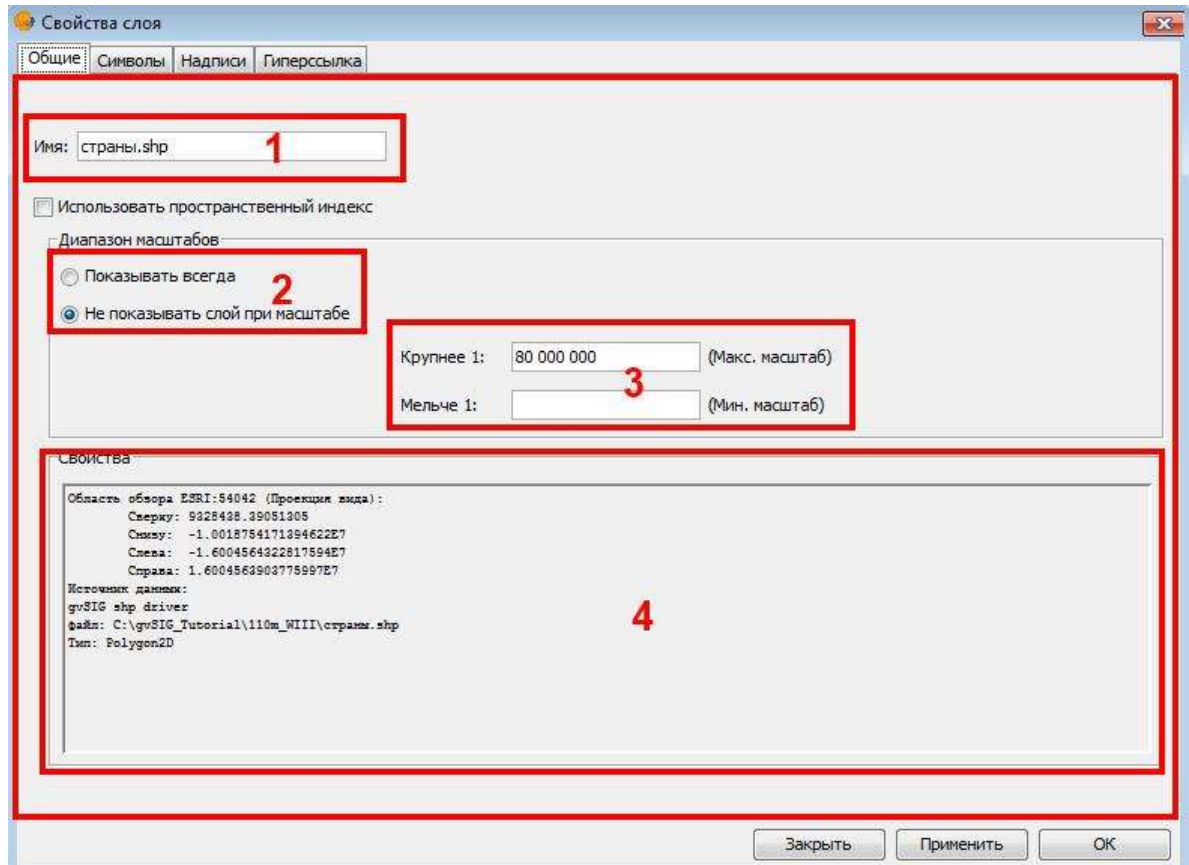 Свойства слоя
Общие Символы Надписи Гиперссылка
Имя: страны.shp 1
Использовать пространственный индекс
Диапазон масштабов
Показывать всегда
2
Не показывать слой при масштабе
Крупнее 1: 80 000 000 (Макс. масштаб)
3
Мельче 1: (Мин. масштаб)
Свойства
Область обзора ESRI:54042 (Проекция вида):
Сверху: 9328438.39051305
Снизу: -1.0018754171394622E7
Слева: -1.6004564322817594E7
Справа: 1.6004563903775997E7
Источник данных:
gvSIG shp driver
файл: C:\gvSIG_Tutorial\110m_WIII\страны.shp
4
Тип: Polygon2D
Закрыть Применить ОК